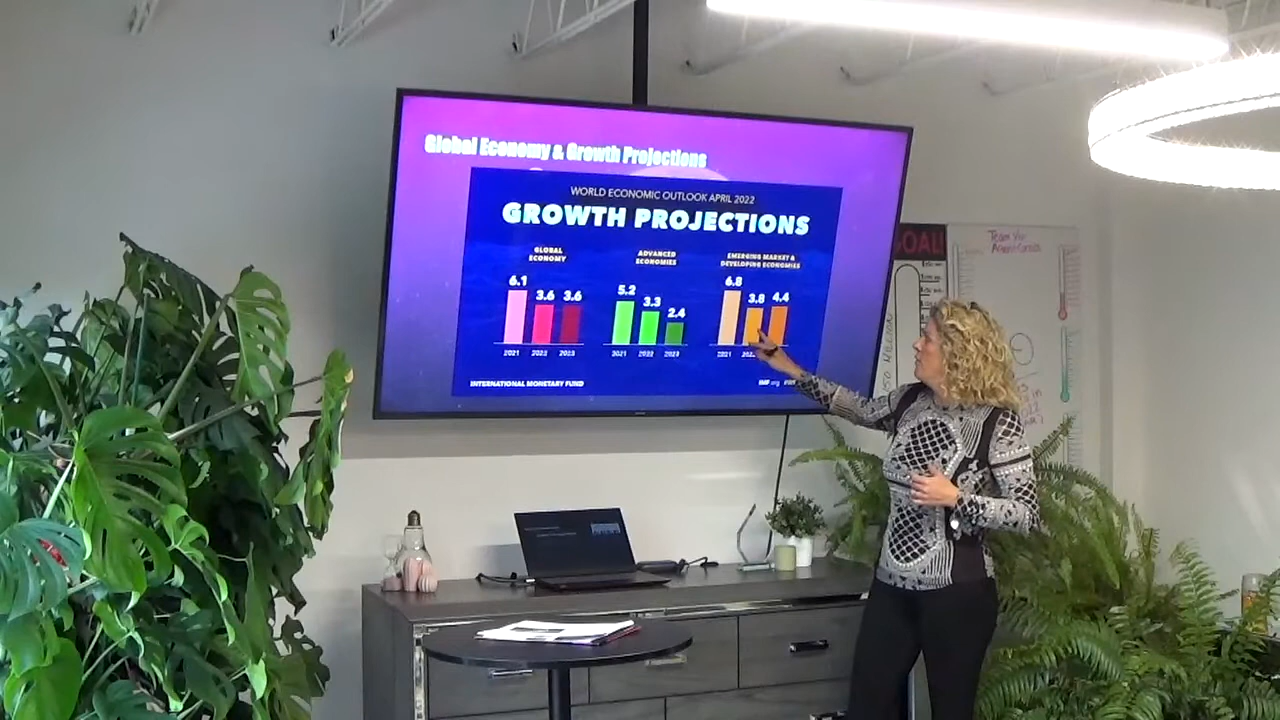 Global Economy & Growth Projections
WORLD ECONOMIC OUTLOOK APRIL 2022
GROWTH PROJECTIONS
GLOBAL
ECONOMY
ADVANCED
ECONOMIES
EMERGING MARKET &
DEVELOPING ECONOMIES
6.1
3.6
3.6
5.2
3.3
2.4
6.8
3.8
4.4
2021
2022
2023
2021
2022
2023
2021
INTERNATIONAL MONETARY FUND
IMF.org
GOAL